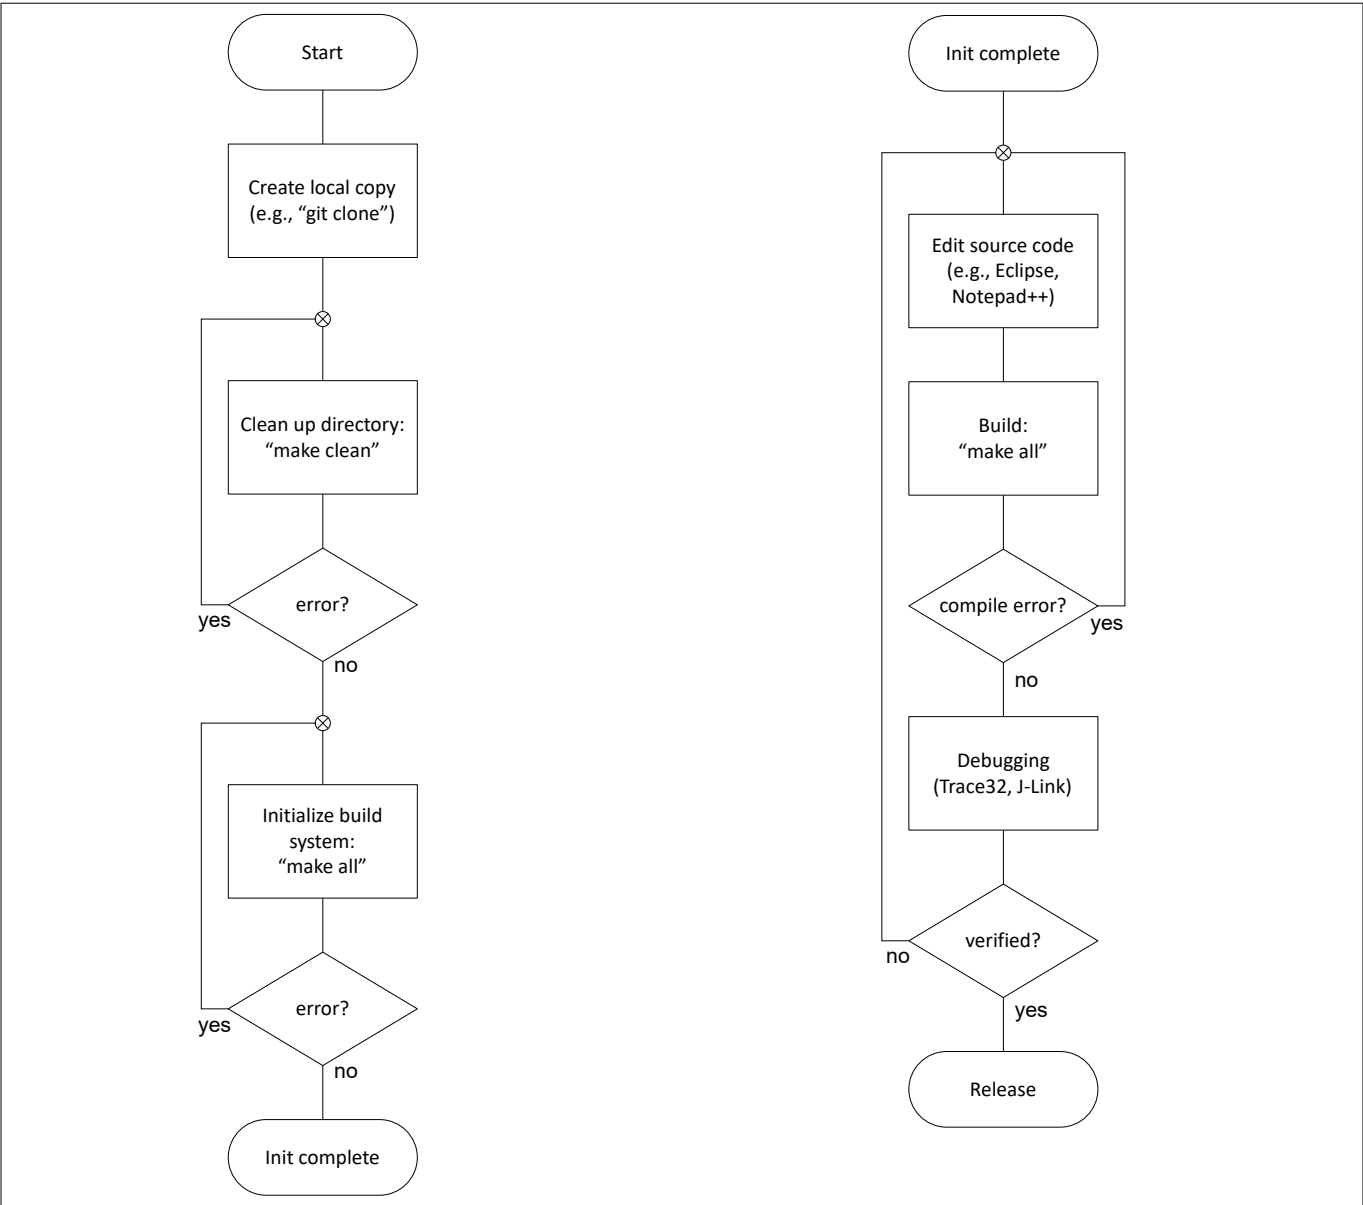 Start
Create local copy
(e.g., “git clone”)
Clean up directory:
“make clean”
error?
yes
no
Initialize build
system:
“make all”
error?
yes
no
Init complete
Init complete
Edit source code
(e.g., Eclipse,
Notepad++)
Build:
“make all”
compile error?
yes
no
Debugging
(Trace32, J-Link)
verified?
no
yes
Release